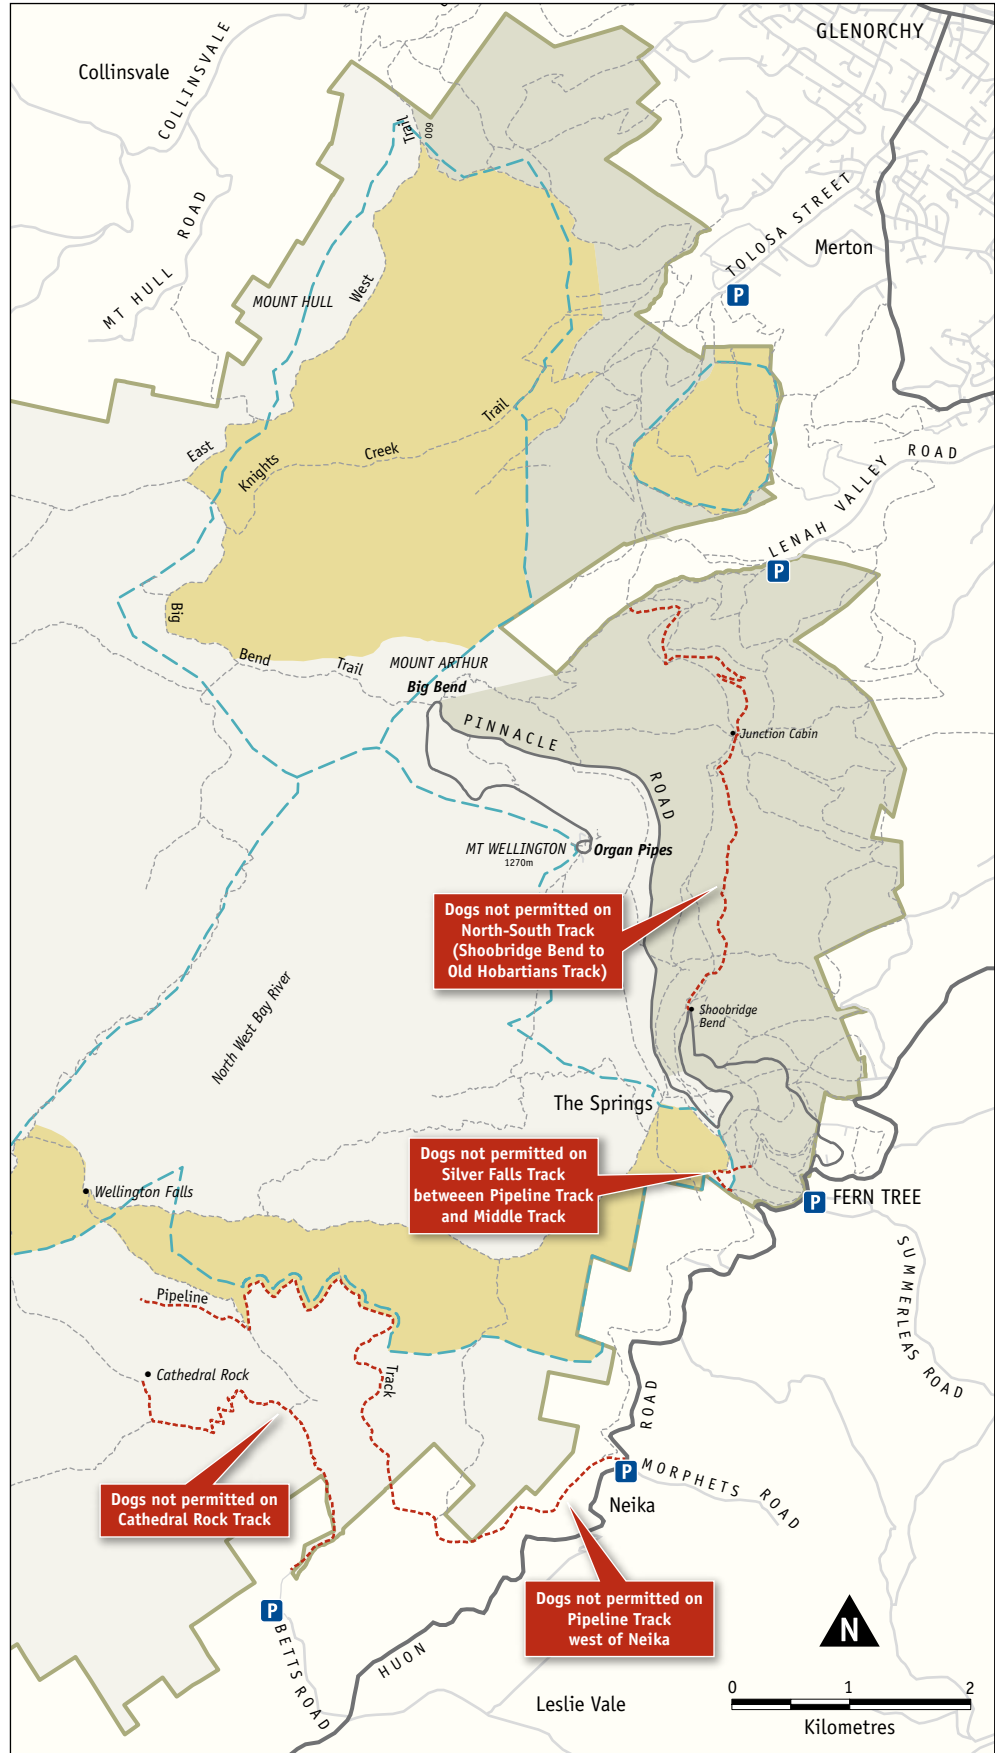 GLENORCHY
Collinsvale
COLLINSVALE
Trail
600
MT HULL ROAD
TOLOSA STREET
Merton
P
MOUNT HULL
West
Trail
Creek
East
Knights
LENAH VALLEY ROAD
P
Big
Bend
Trail
MOUNT ARTHUR
Big Bend
PINNACLE
ROAD
Junction Cabin
MT WELLINGTON
1270m
Organ Pipes
Dogs not permitted on
North-South Track
(Shoobridge Bend to
Old Hobartians Track)
North West Bay River
Shoobridge
Bend
The Springs
Dogs not permitted on
Silver Falls Track
betweeen Pipeline Track
and Middle Track
Wellington Falls
P
FERN TREE
SUMMERLEAS ROAD
Pipeline
Cathedral Rock
Track
ROAD
P
MORPHETS ROAD
Neika
Dogs not permitted on
Cathedral Rock Track
Dogs not permitted on
Pipeline Track
west of Neika
P
BETTS ROAD
HUON
Leslie Vale
N
0 1 2
Kilometres